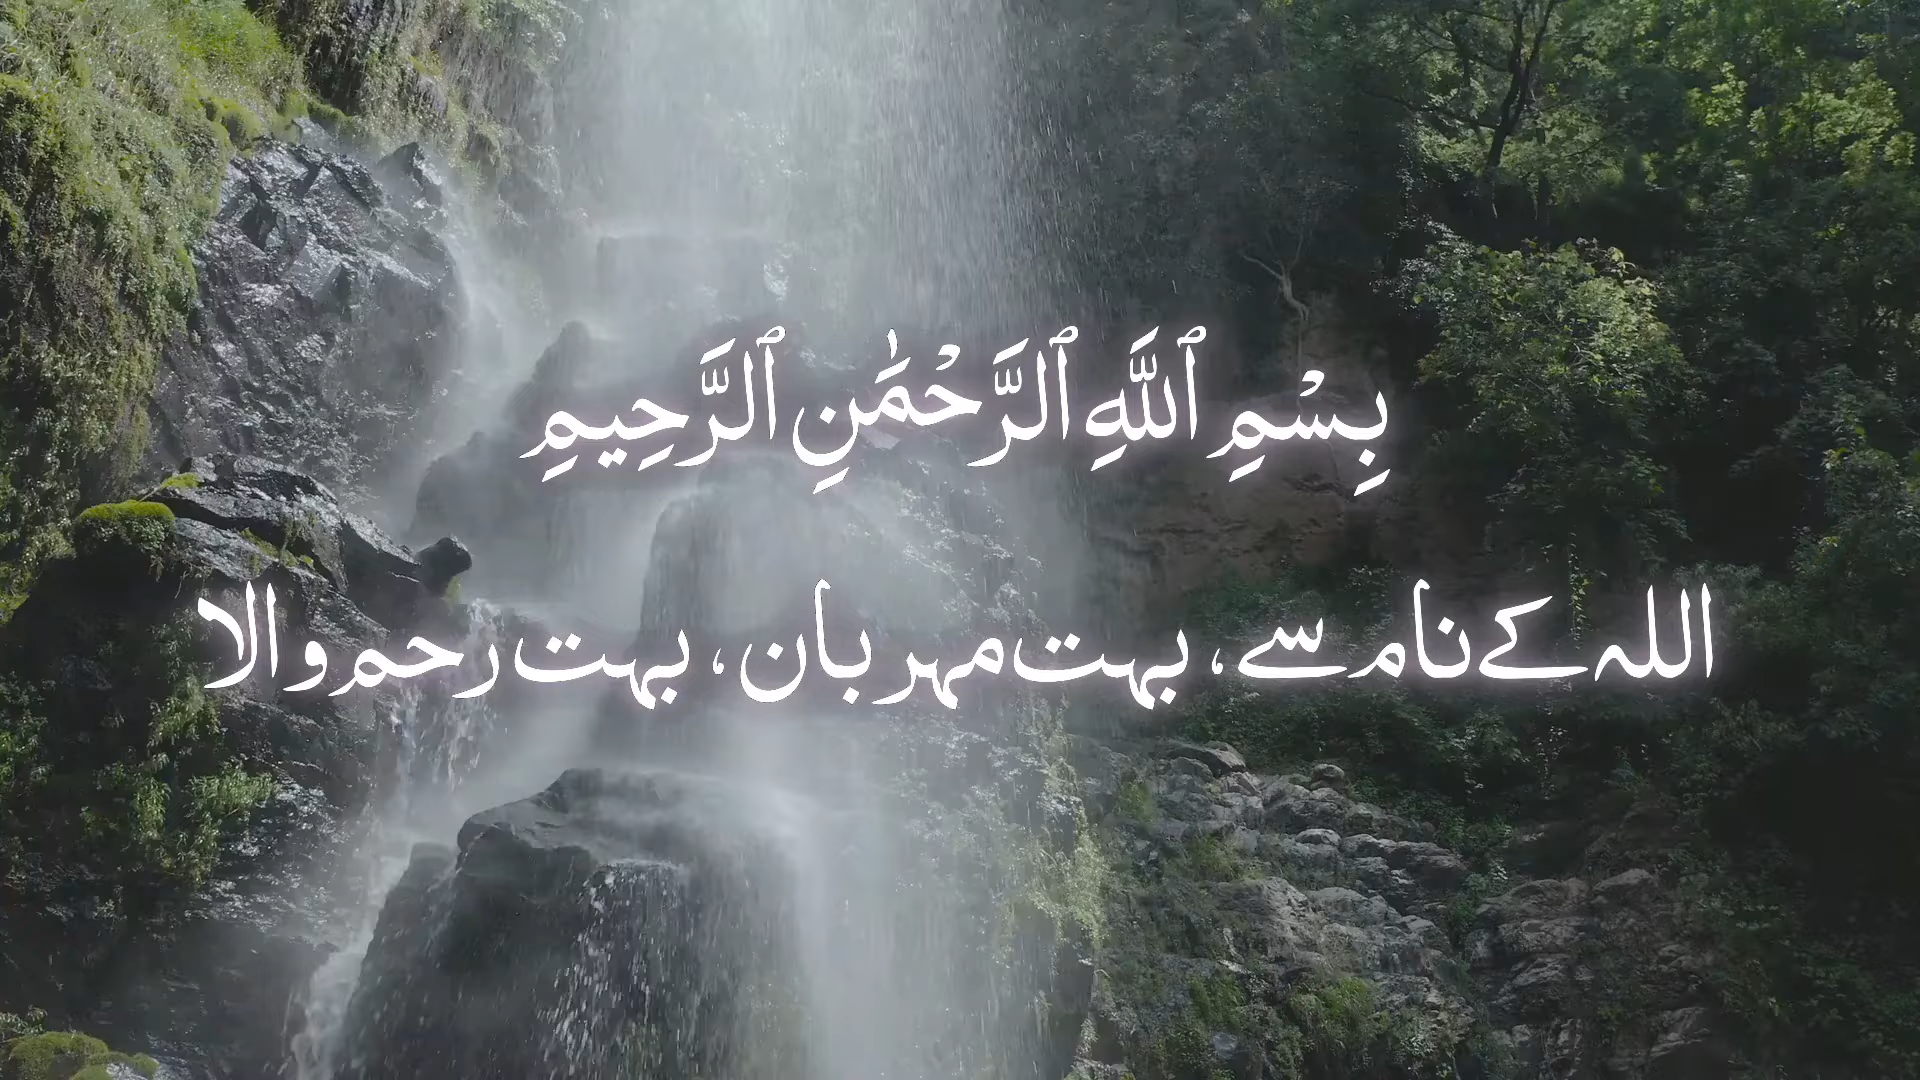 بِسْمِ ٱللَّهِ ٱلرَّحْمَٰنِ ٱلرَّحِيمِ
اللہ کے نام سے، بہت مہربان، بہت رحم والا